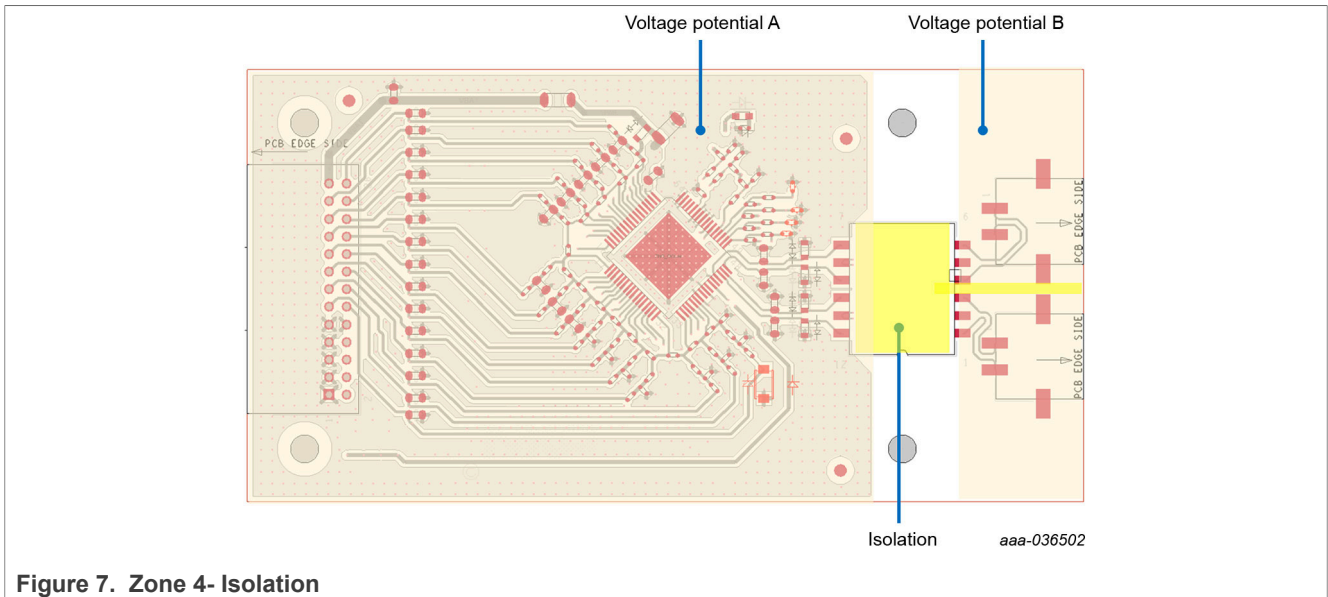 Voltage potential A
Voltage potential B
PCB EDGE SIDE
PCB EDGE SIDE
PCB EDGE SIDE
Isolation
aaa-036502
Figure 7. Zone 4- Isolation